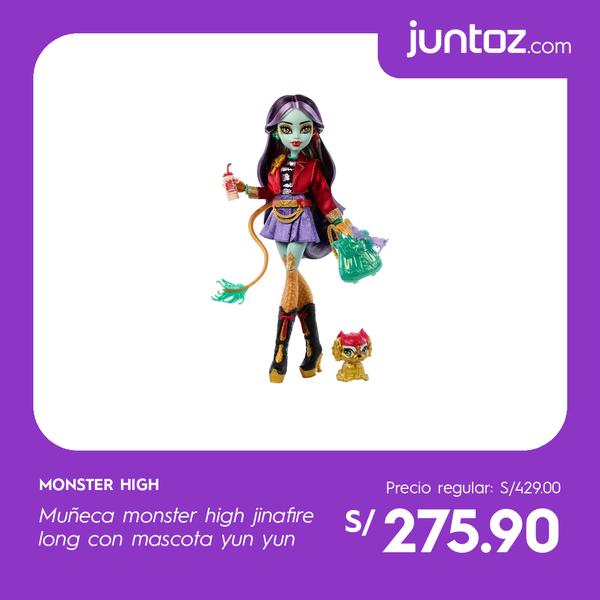 juntoz.com
MONSTER HIGH
Muñeca monster high jinafire
long con mascota yun yun
Precio regular: S/429.00
S/ 275.90